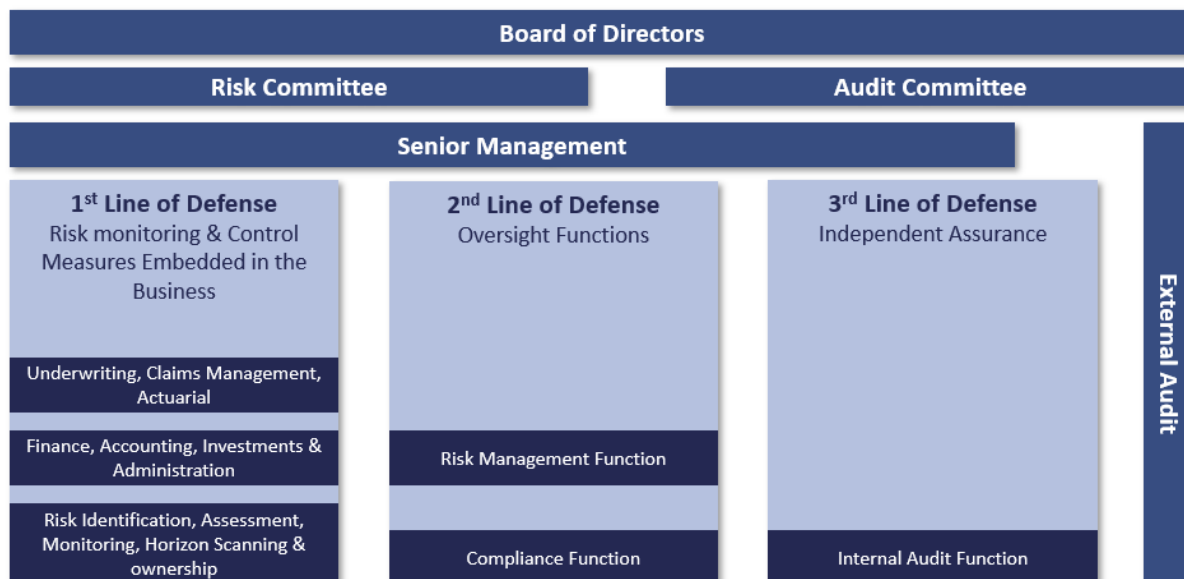 Board of Directors
Risk Committee
Audit Committee
Senior Management
1st Line of Defense
Risk monitoring & Control
Measures Embedded in the
Business
Underwriting, Claims Management,
Actuarial
Finance, Accounting, Investments &
Administration
Risk Identification, Assessment,
Monitoring, Horizon Scanning &
ownership
2nd Line of Defense
Oversight Functions
Risk Management Function
Compliance Function
3rd Line of Defense
Independent Assurance
Internal Audit Function
External Audit